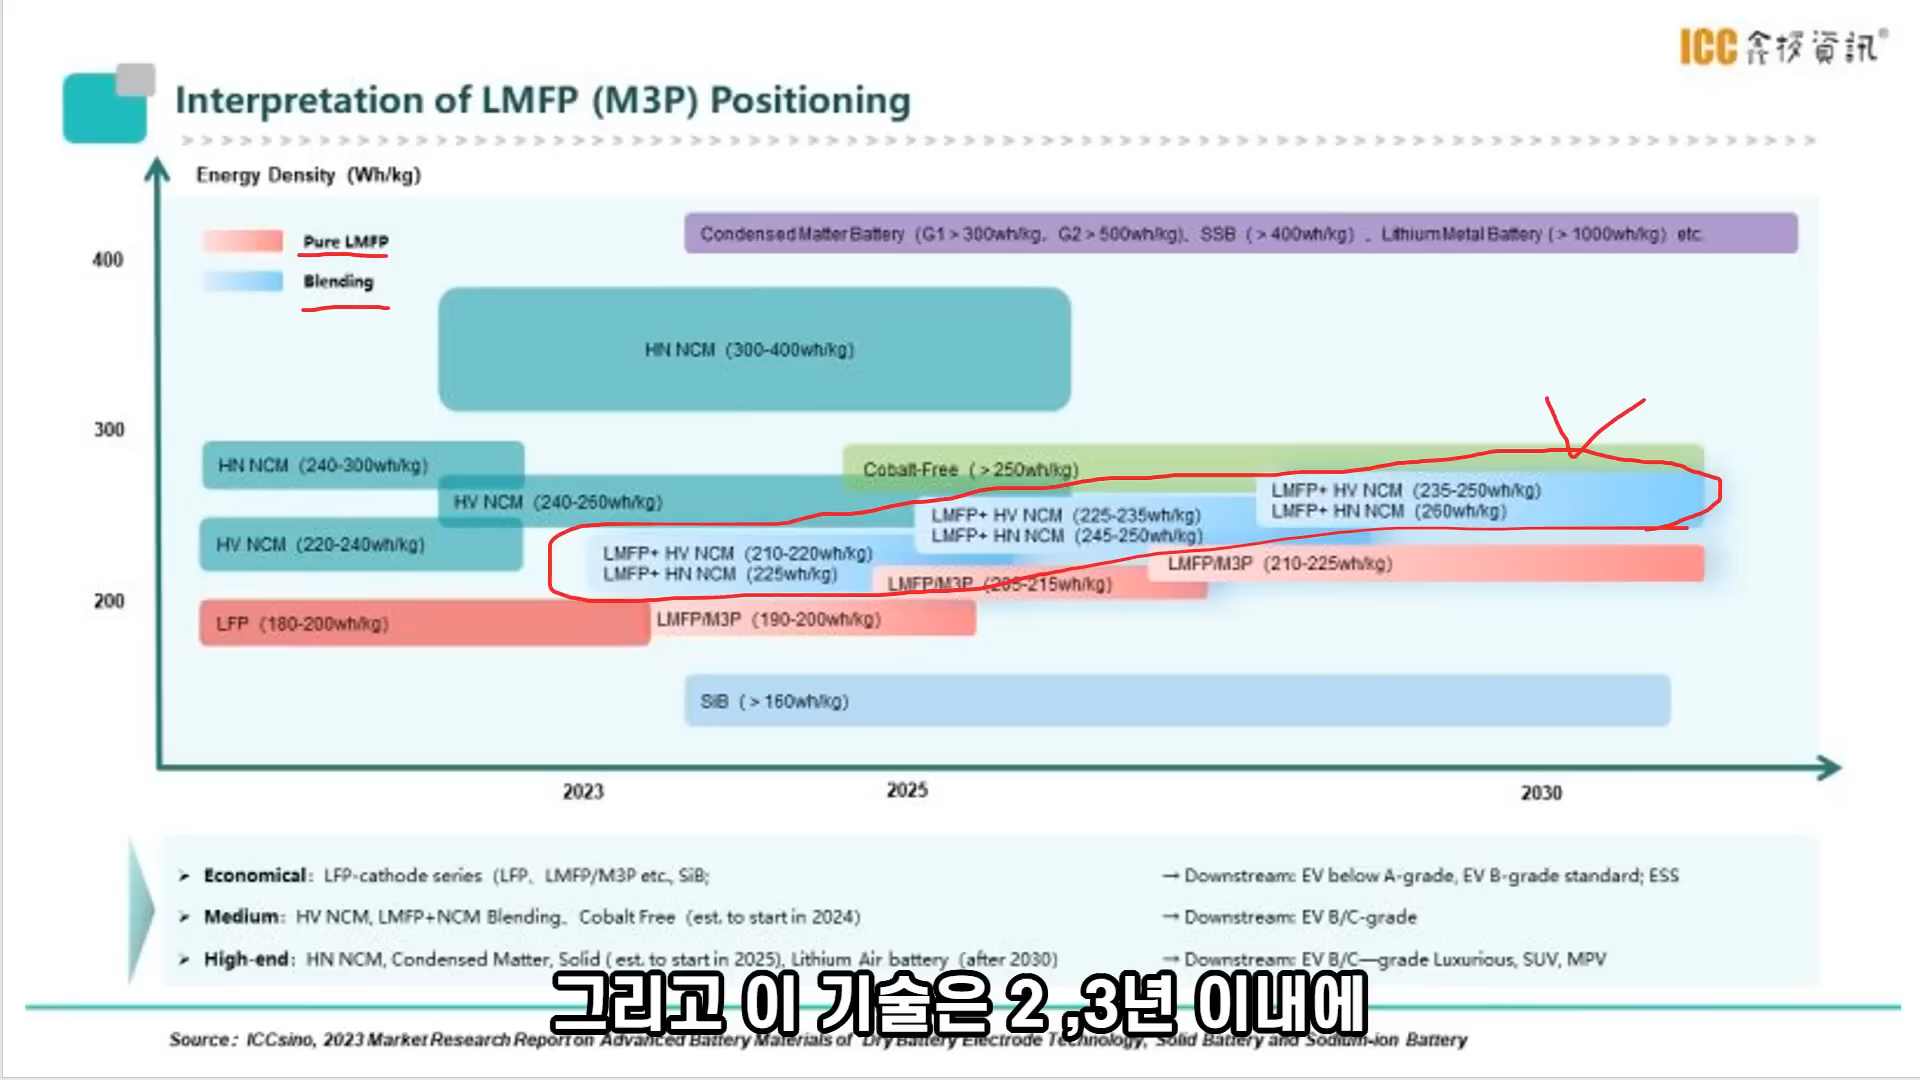 ICC 鑫椤資訊®
Interpretation of LMFP (M3P) Positioning
Energy Density (Wh/kg)
Pure LMFP
Blending
400
300
200
Condensed Matter Battery (G1 > 300wh/kg, G2 > 500wh/kg)、SSB ( > 400wh/kg) 、Lithium Metal Battery ( > 1000wh/kg) etc.
HN NCM (300-400wh/kg)
HN NCM (240-300wh/kg)
Cobalt-Free ( > 250wh/kg)
HV NCM (240-260wh/kg)
LMFP+ HV NCM (235-250wh/kg)
LMFP+ HN NCM (260wh/kg)
LMFP+ HV NCM (225-235wh/kg)
LMFP+ HN NCM (245-250wh/kg)
HV NCM (220-240wh/kg)
LMFP+ HV NCM (210-220wh/kg)
LMFP+ HN NCM (225wh/kg)
LMFP/M3P (210-225wh/kg)
LMFP/M3P (205-215wh/kg)
LFP (180-200wh/kg)
LMFP/M3P (190-200wh/kg)
SiB ( > 160wh/kg)
2023
2025
2030
➢ Economical: LFP-cathode series (LFP、LMFP/M3P etc., SiB; → Downstream: EV below A-grade, EV B-grade standard; ESS
➢ Medium: HV NCM, LMFP+NCM Blending、Cobalt Free (est. to start in 2024) → Downstream: EV B/C-grade
➢ High-end: HN NCM, Condensed Matter, Solid ( est. to start in 2025), Lithium Air battery (after 2030) → Downstream: EV B/C—grade Luxurious, SUV, MPV
그리고 이 기술은 2 ,3년 이내에
Source: ICCsino, 2023 Market Research Report on Advanced Battery Materials of Dry Battery Electrode Technology, Solid Battery and Sodium-ion Battery